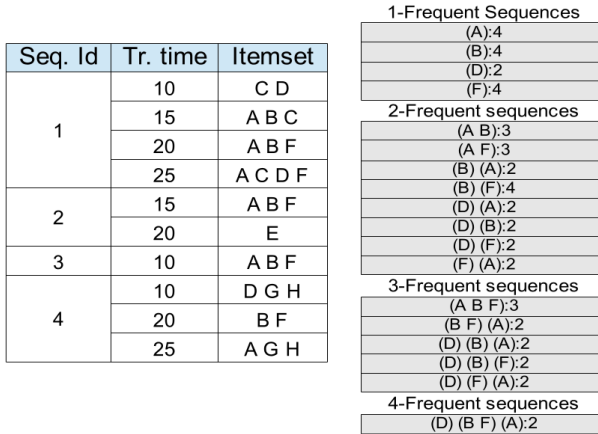 Seq. Id Tr. time Itemset
1
10 C D
15 A B C
20 A B F
25 A C D F
2
15 A B F
20 E
3 10 A B F
4
10 D G H
20 B F
25 A G H
1-Frequent Sequences
(A):4
(B):4
(D):2
(F):4
2-Frequent sequences
(A B):3
(A F):3
(B) (A):2
(B) (F):4
(D) (A):2
(D) (B):2
(D) (F):2
(F) (A):2
3-Frequent sequences
(A B F):3
(B F) (A):2
(D) (B) (A):2
(D) (B) (F):2
(D) (F) (A):2
4-Frequent sequences
(D) (B F) (A):2